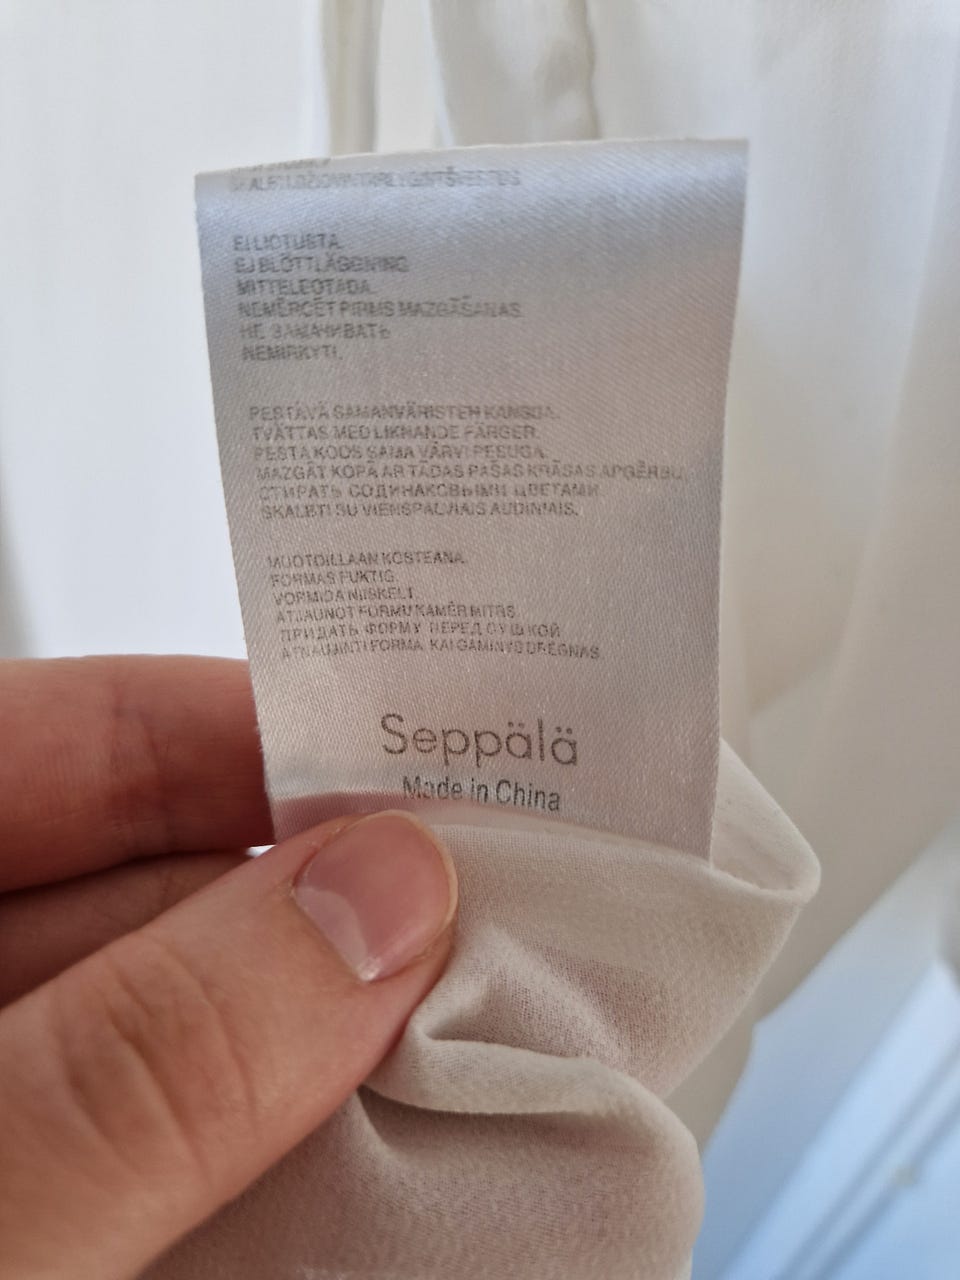 EI LIOTUSTA.
EJ BLÖTTLÄGGNING
MITTELEOTADA.
NEMĒRCĒT PIRMS MAZGĀŠANAS.
НЕ ЗАМАЧИВАТЬ
NEMIRKYTI.
PESTÄVÄ SAMANVÄRISTEN KANSSA.
TVÄTTAS MED LIKNANDE FÄRGER.
PESTA KOOS SAMA VÄRVI PESUGA.
MAZGĀT KOPĀ AR TĀDAS PAŠAS KRĀSAS APĢĒRBU.
СТИРАТЬ С ОДИНАКОВЫМИ ЦВЕТАМИ.
SKALBTI SU VIENSPALVIAIS AUDINIAIS.
MUOTOILLAAN KOSTEANA.
FORMAS FUKTIG.
VORMIDA NIISKELT.
ATJAUNOT FORMU KAMĒR MITRS.
ПРИДАТЬ ФОРМУ ПЕРЕД СУШКОЙ
ATNAUJINTI FORMĄ, KAI GAMINYS DRĖGNAS.
Seppälä
Made in China